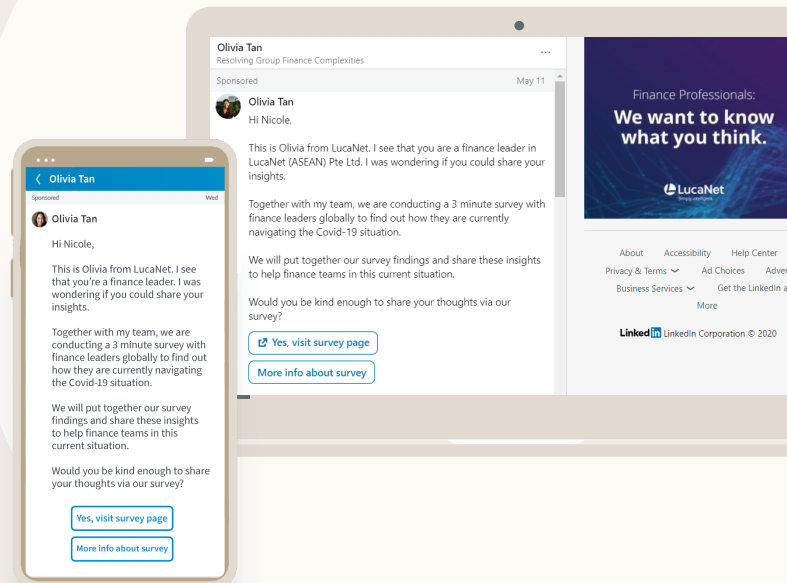 Olivia Tan
Resolving Group Finance Complexities
...
Sponsored May 11
Olivia Tan
Hi Nicole,
This is Olivia from LucaNet. I see that you are a finance leader in
LucaNet (ASEAN) Pte Ltd. I was wondering if you could share your
insights.
Together with my team, we are conducting a 3 minute survey with
finance leaders globally to find out how they are currently
navigating the Covid-19 situation.
We will put together our survey findings and share these insights
to help finance teams in this current situation.
Would you be kind enough to share your thoughts via our
survey?
Yes, visit survey page
More info about survey
Finance Professionals:
We want to know
what you think.
LucaNet
Simply intelligent
About Accessibility Help Center
Privacy & Terms Ad Choices Adver
Business Services Get the LinkedIn a
More
Linked in LinkedIn Corporation © 2020
Olivia Tan
Sponsored Wed
Olivia Tan
Hi Nicole,
This is Olivia from LucaNet. I see
that you’re a finance leader. I was
wondering if you could share your
insights.
Together with my team, we are
conducting a 3 minute survey with
finance leaders globally to find out
how they are currently navigating
the Covid-19 situation.
We will put together our survey
findings and share these insights
to help finance teams in this
current situation.
Would you be kind enough to share
your thoughts via our survey?
Yes, visit survey page
More info about survey